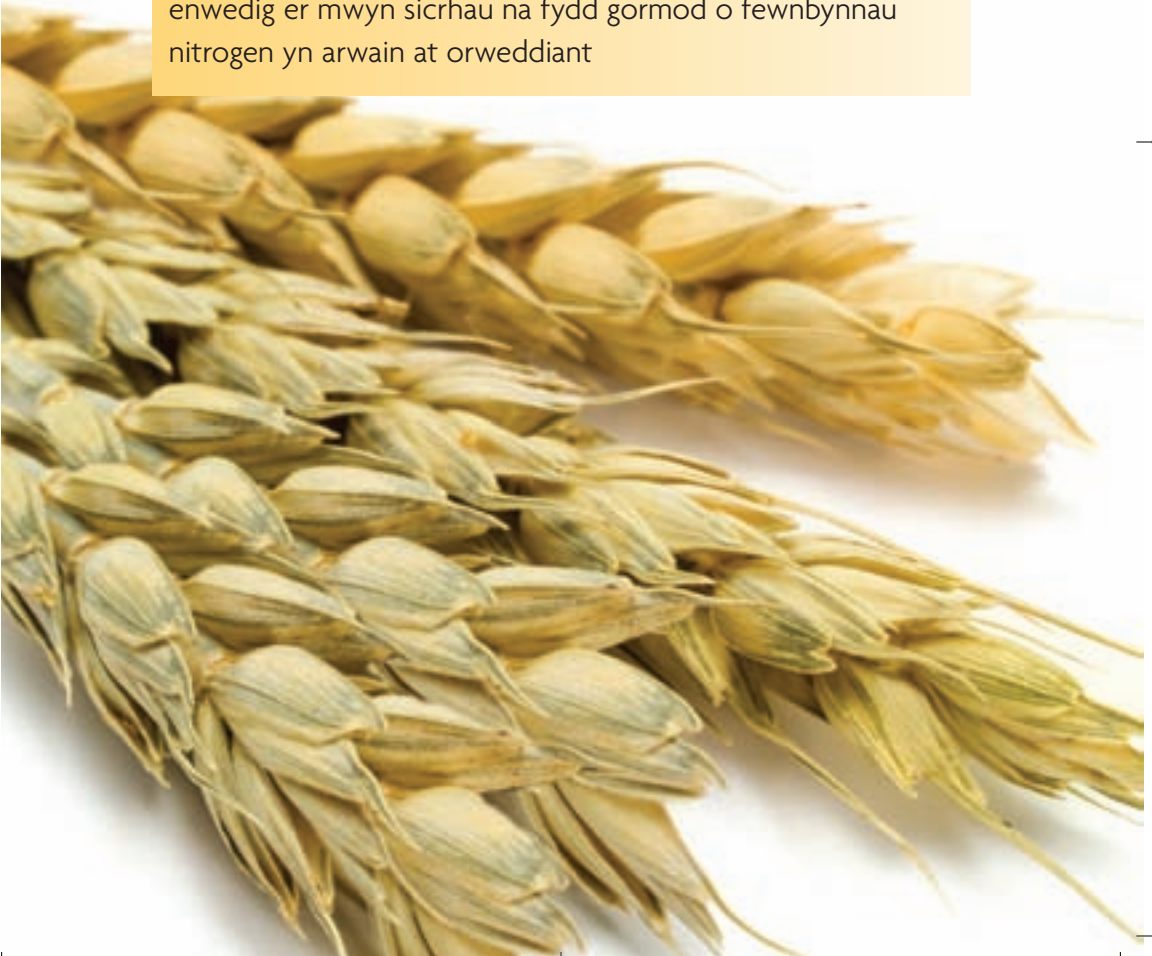 enwedig er mwyn sicrhau na fydd gormod o fewnbynnau
nitrogen yn arwain at orweddiant